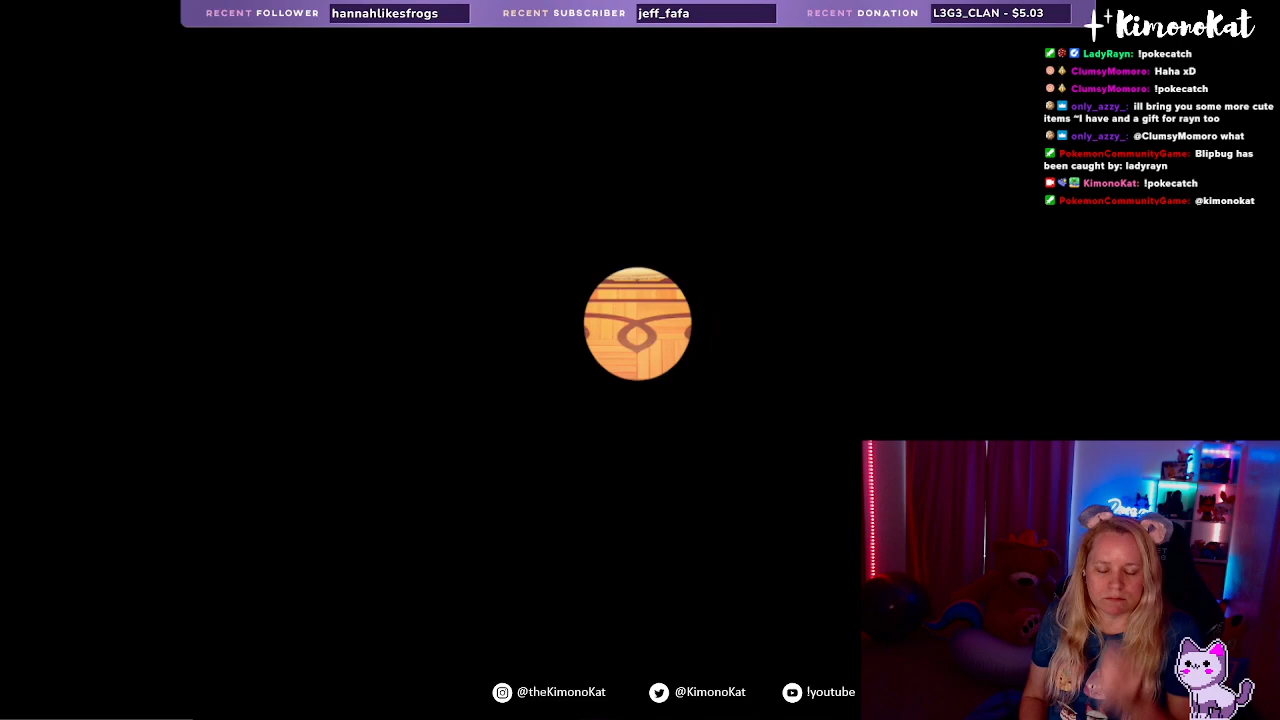 RECENT FOLLOWER hannahlikesfrogs RECENT SUBSCRIBER jeff_fafa RECENT DONATION L3G3_CLAN - $5.03
KimonoKat
LadyRayn: !pokecatch
ClumsyMomoro: Haha xD
ClumsyMomoro: !pokecatch
only_azzy_: ill bring you some more cute
items ~I have and a gift for rayn too
only_azzy_: @ClumsyMomoro what
PokemonCommunityGame: Blipbug has
been caught by: ladyrayn
KimonoKat: !pokecatch
PokemonCommunityGame: @kimonokat
@theKimonoKat @KimonoKat !youtube